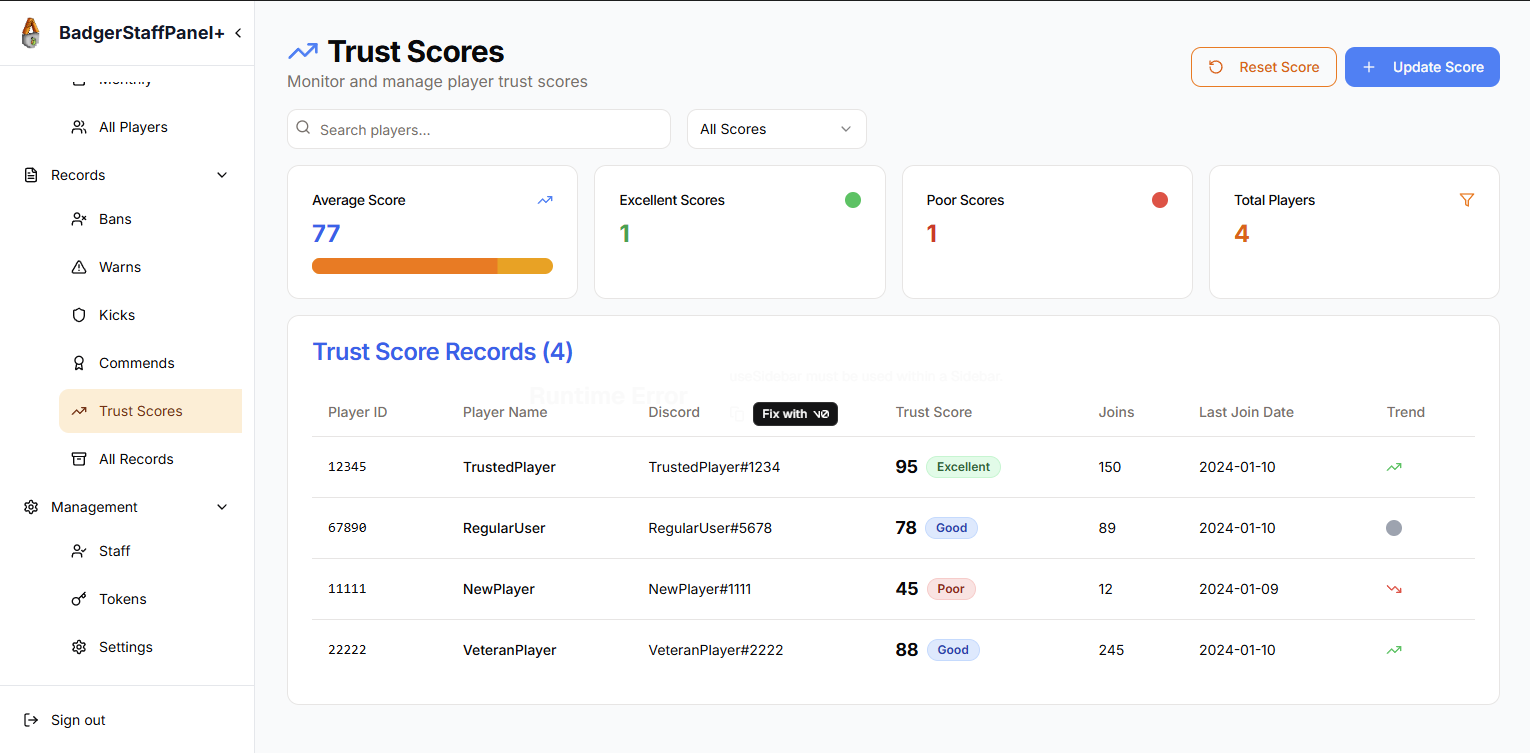 BadgerStaffPanel+
Monthly
All Players
Records
Bans
Warns
Kicks
Commends
Trust Scores
All Records
Management
Staff
Tokens
Settings
Sign out
Trust Scores
Monitor and manage player trust scores
Reset Score
Update Score
Search players...
All Scores
Average Score
77
Excellent Scores
1
Poor Scores
1
Total Players
4
Trust Score Records (4)
useSidebar must be used within a Sidebar.
Runtime Error
Player ID Player Name Discord Fix with v0 Trust Score Joins Last Join Date Trend
12345 TrustedPlayer TrustedPlayer#1234 95 Excellent 150 2024-01-10
67890 RegularUser RegularUser#5678 78 Good 89 2024-01-10
11111 NewPlayer NewPlayer#1111 45 Poor 12 2024-01-09
22222 VeteranPlayer VeteranPlayer#2222 88 Good 245 2024-01-10